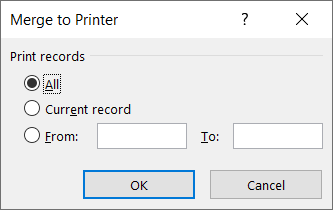 Merge to Printer ? ×
Print records
All
Current record
From: To:
OK Cancel